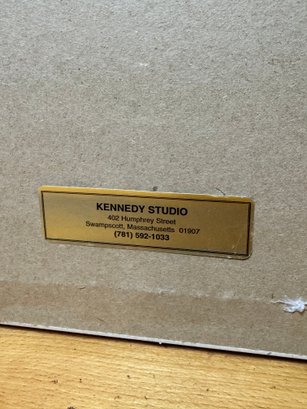 KENNEDY STUDIO
402 Humphrey Street
Swampscott, Massachusetts 01907
(781) 592-1033